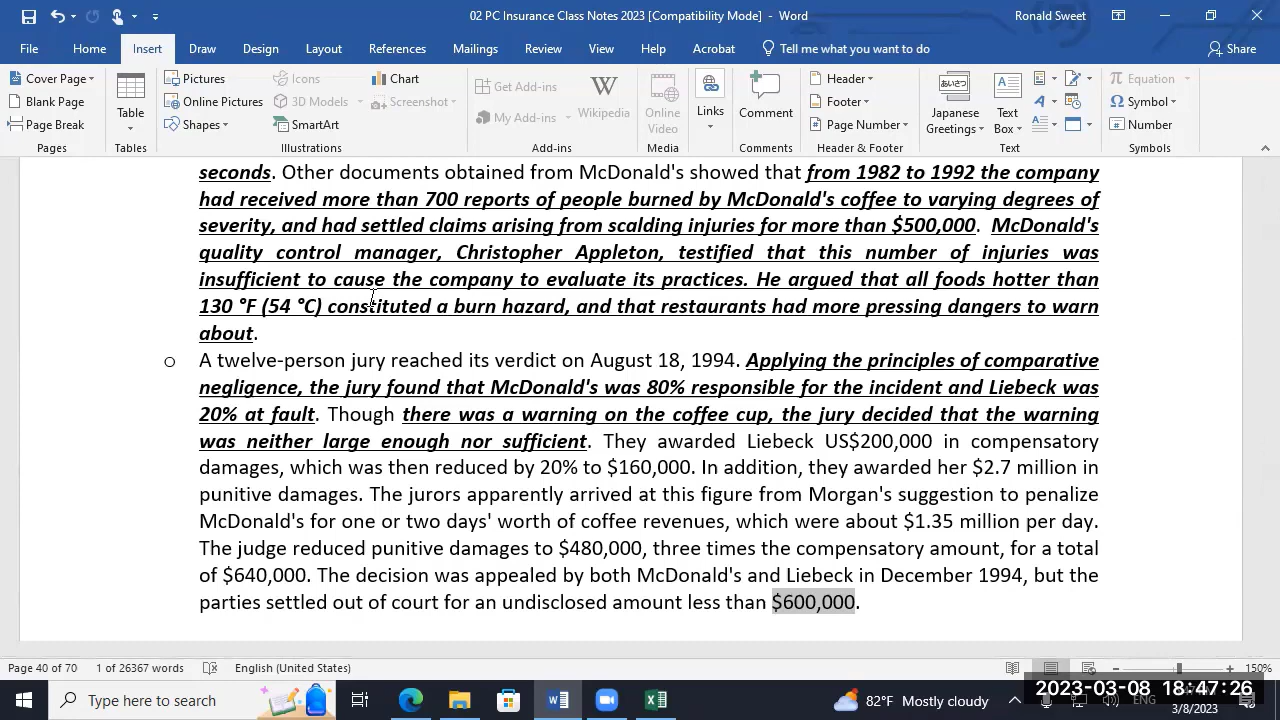 02 PC Insurance Class Notes 2023 [Compatibility Mode] - Word
Ronald Sweet
File Home Insert Draw Design Layout References Mailings Review View Help Acrobat Tell me what you want to do Share
Cover Page
Blank Page
Page Break
Pages
Table
Tables
Pictures
Online Pictures
Shapes
Icons
3D Models
SmartArt
Chart
Screenshot
Illustrations
Get Add-ins
My Add-ins
Wikipedia
Add-ins
Online
Video
Media
Links
Comment
Comments
Header
Footer
Page Number
Header & Footer
あいさつ
Japanese
Greetings
Text
Box
Text
Equation
Symbol
Number
Symbols
seconds. Other documents obtained from McDonald's showed that from 1982 to 1992 the company
had received more than 700 reports of people burned by McDonald's coffee to varying degrees of
severity, and had settled claims arising from scalding injuries for more than $500,000. McDonald's
quality control manager, Christopher Appleton, testified that this number of injuries was
insufficient to cause the company to evaluate its practices. He argued that all foods hotter than
130 °F (54 °C) constituted a burn hazard, and that restaurants had more pressing dangers to warn
about.
o A twelve-person jury reached its verdict on August 18, 1994. Applying the principles of comparative
negligence, the jury found that McDonald's was 80% responsible for the incident and Liebeck was
20% at fault. Though there was a warning on the coffee cup, the jury decided that the warning
was neither large enough nor sufficient. They awarded Liebeck US$200,000 in compensatory
damages, which was then reduced by 20% to $160,000. In addition, they awarded her $2.7 million in
punitive damages. The jurors apparently arrived at this figure from Morgan's suggestion to penalize
McDonald's for one or two days' worth of coffee revenues, which were about $1.35 million per day.
The judge reduced punitive damages to $480,000, three times the compensatory amount, for a total
of $640,000. The decision was appealed by both McDonald's and Liebeck in December 1994, but the
parties settled out of court for an undisclosed amount less than $600,000.
Page 40 of 70 1 of 26367 words English (United States) 150%
Type here to search
82°F Mostly cloudy
ENG
2023-03-08 18:47:26
3/8/2023